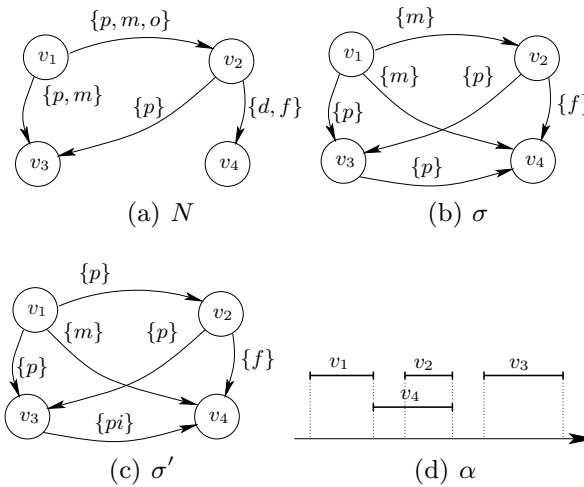 {p, m, o}
v1
v2
{p, m}
{p}
{d, f}
v3
v4
(a) N
{m}
v1
v2
{m}
{p}
{p}
{f}
v3
v4
{p}
(b) σ
{p}
v1
v2
{m}
{p}
{p}
{f}
v3
v4
{pi}
(c) σ′
v1
v2
v3
v4
(d) α